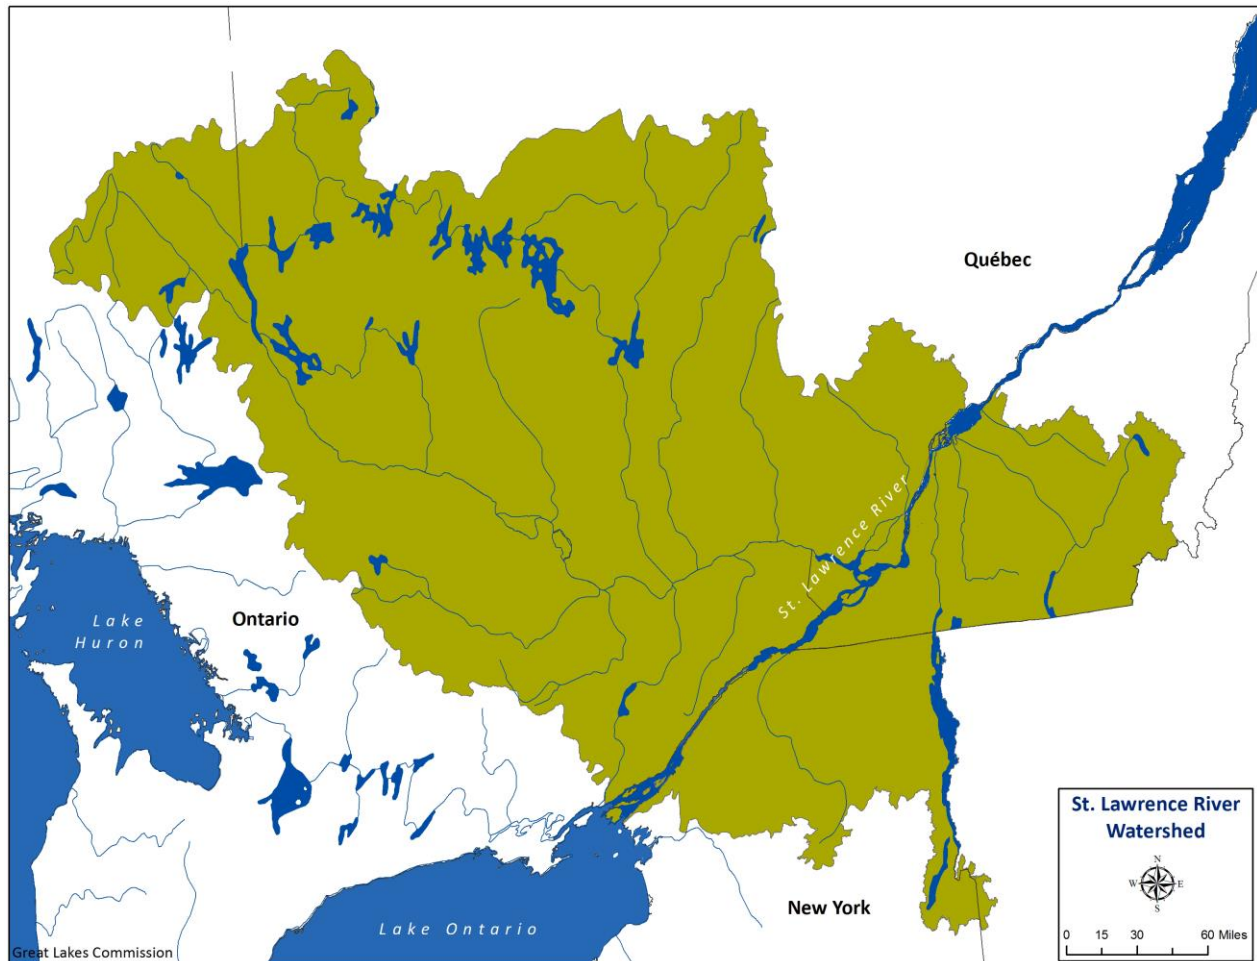 Québec
St. Lawrence River
Lake
Huron
Ontario
New York
Lake Ontario
Great Lakes Commission
St. Lawrence River
Watershed
N
W E
S
0 15 30 60 Miles